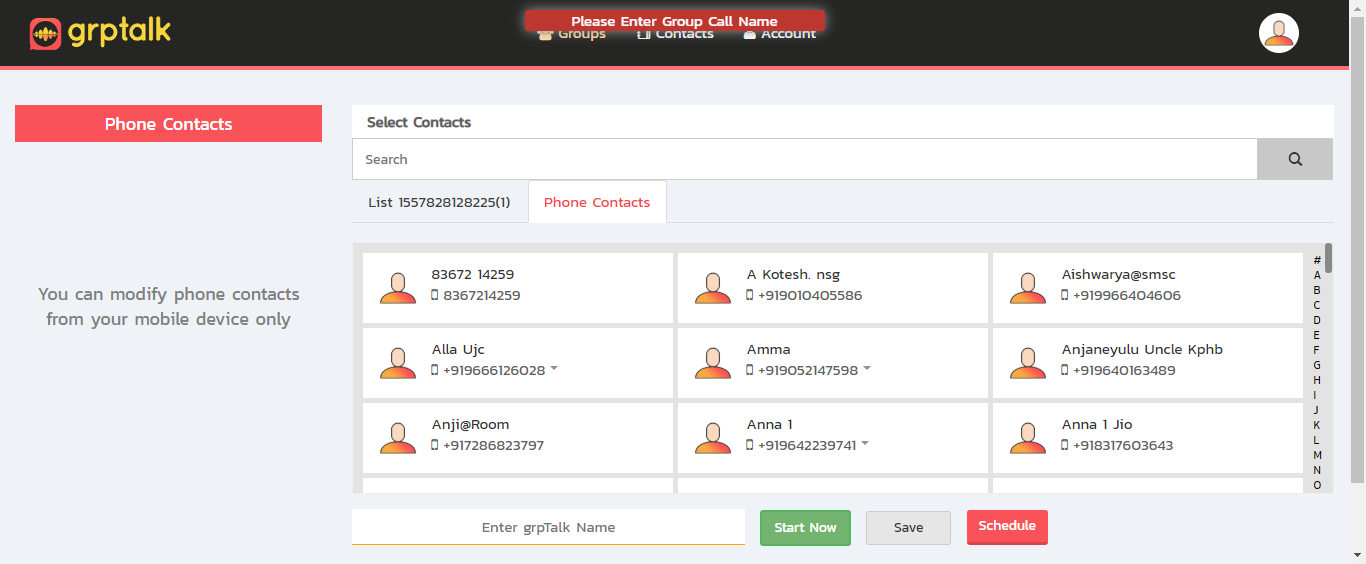 grptalk
Please Enter Group Call Name
Groups
Contacts
Account
Phone Contacts
You can modify phone contacts
from your mobile device only
Select Contacts
Search
List 1557828128225(1)
Phone Contacts
83672 14259
8367214259
A Kotesh. nsg
+919010405586
Aishwarya@smsc
+919966404606
Alla Ujc
+919666126028
Amma
+919052147598
Anjaneyulu Uncle Kphb
+919640163489
Anji@Room
+917286823797
Anna 1
+919642239741
Anna 1 Jio
+918317603643
#
A
B
C
D
E
F
G
H
I
J
K
L
M
N
O
Enter grpTalk Name
Start Now
Save
Schedule